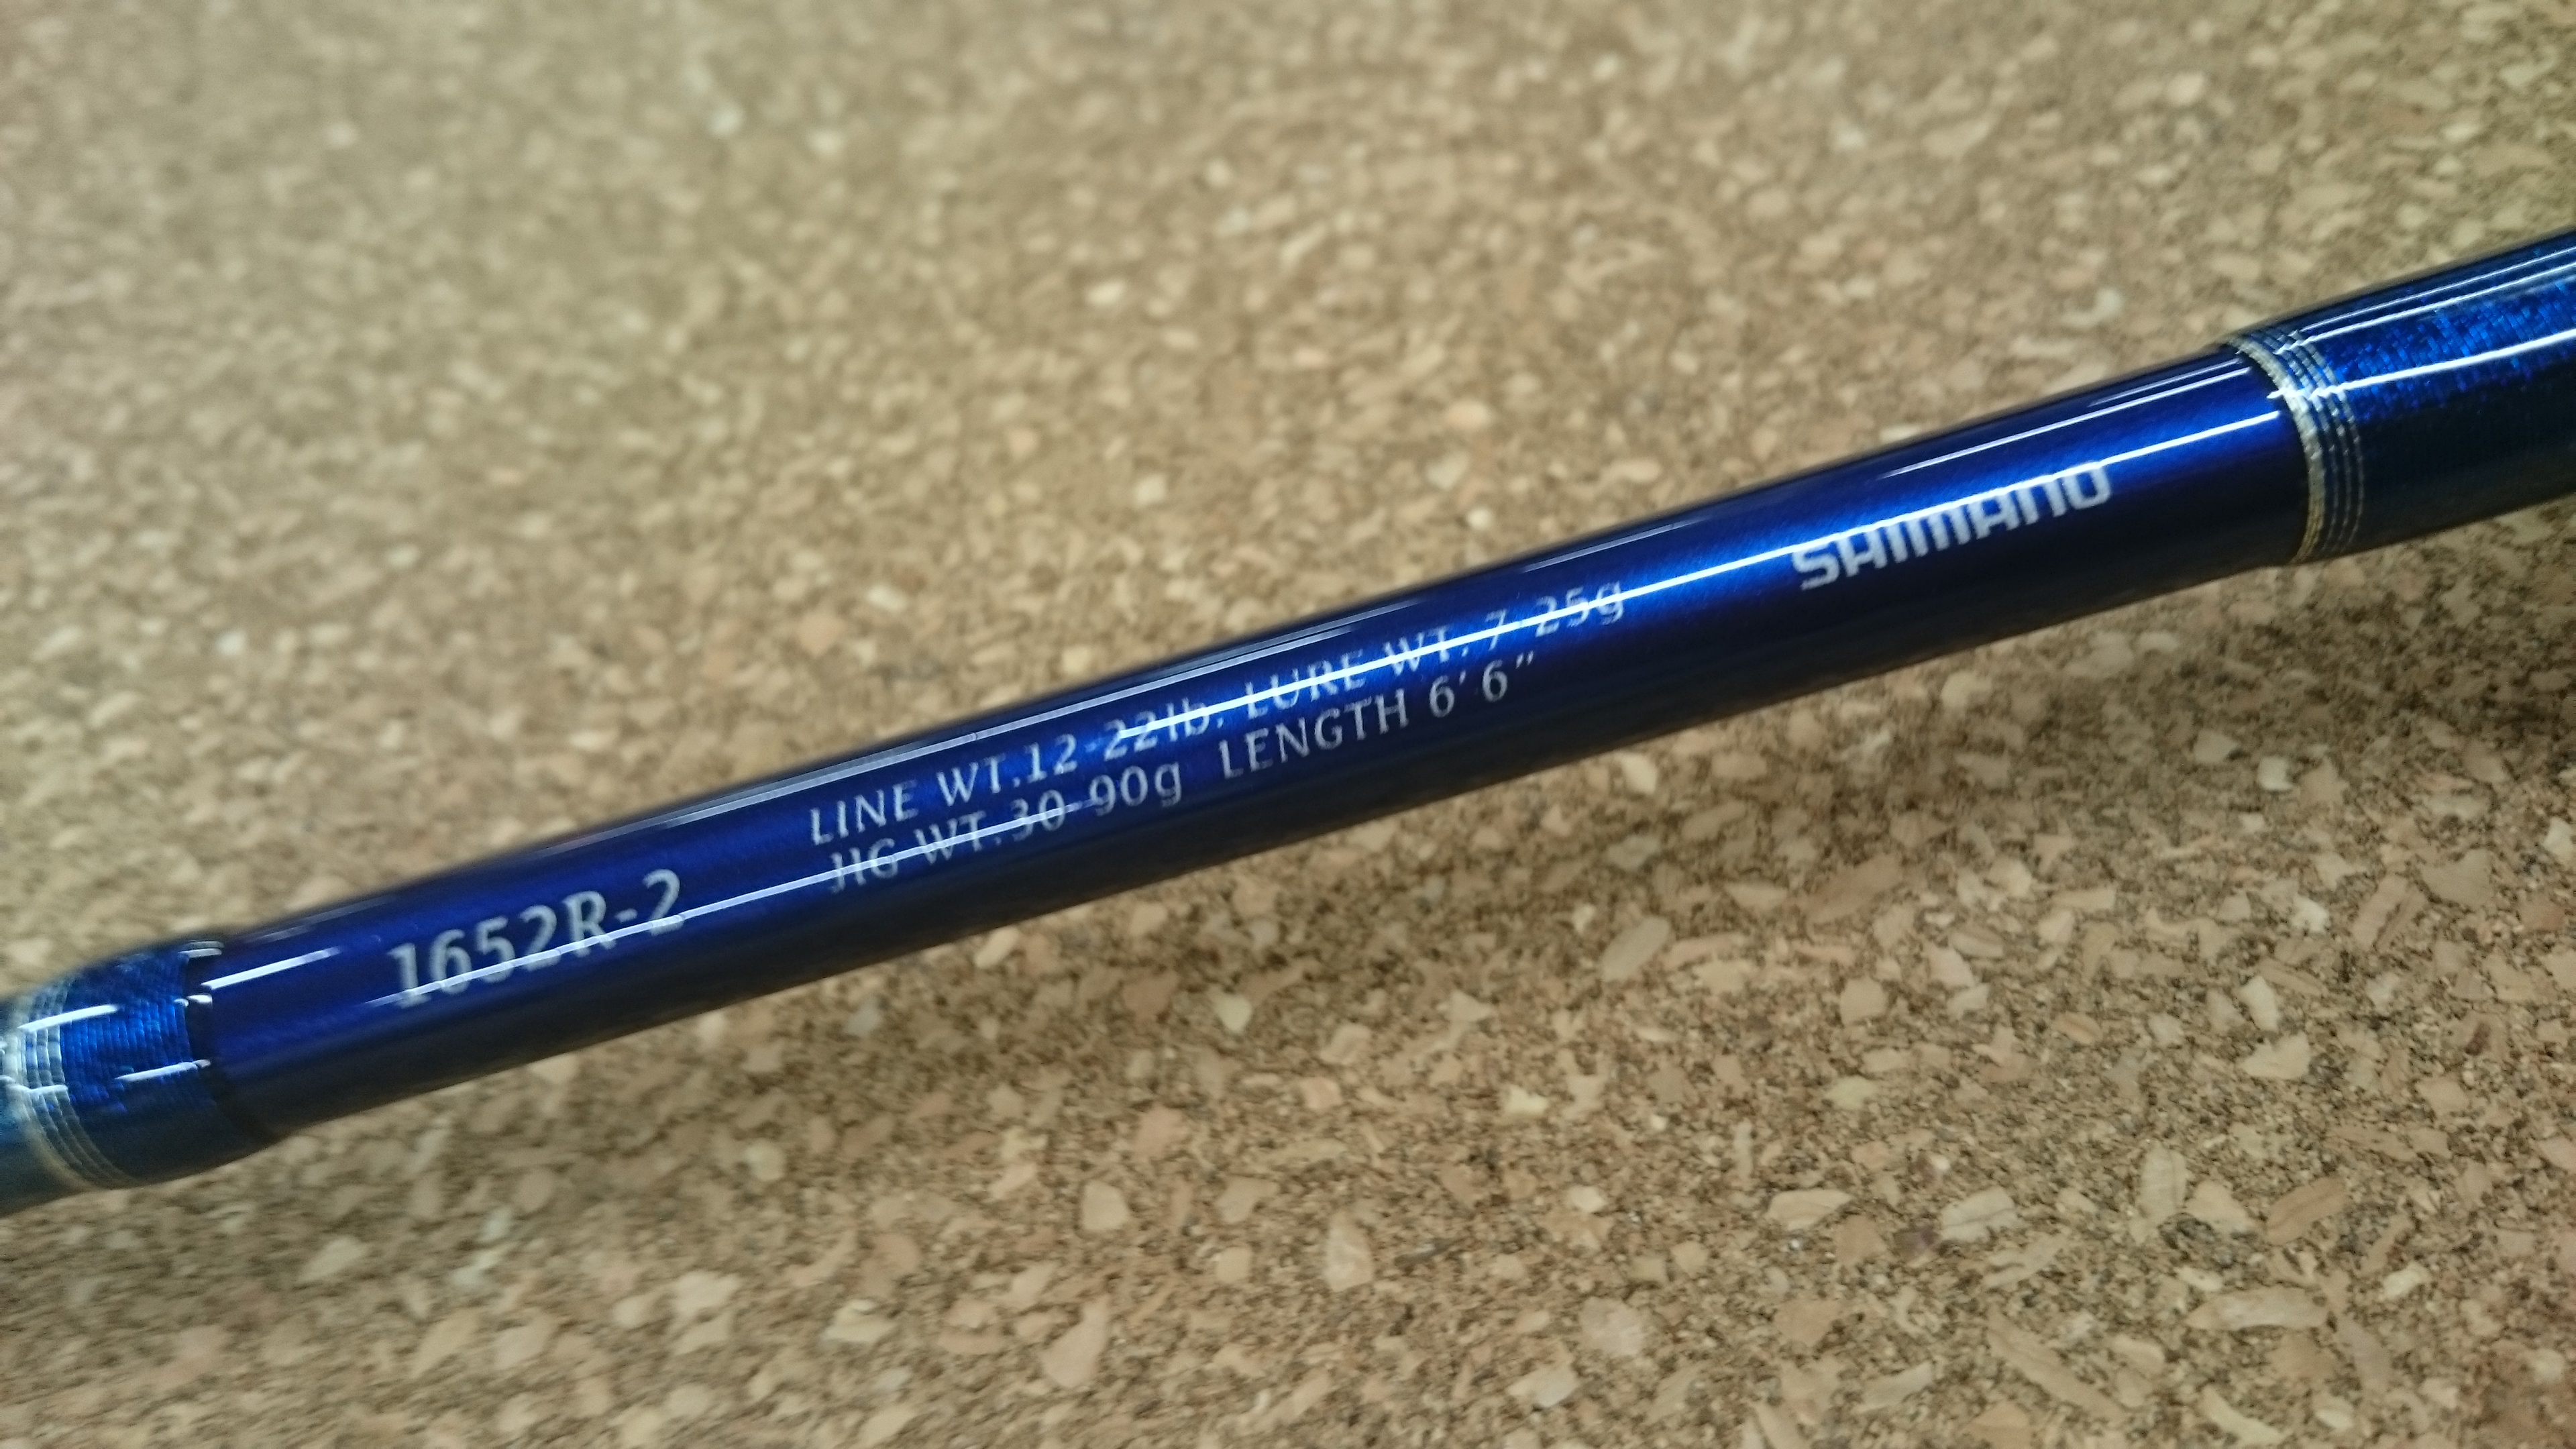 1652R-2
LINE WT.12-22lb. LURE WT. 7-25g
JIG WT.30-90g LENGTH 6'6"
SHIMANO